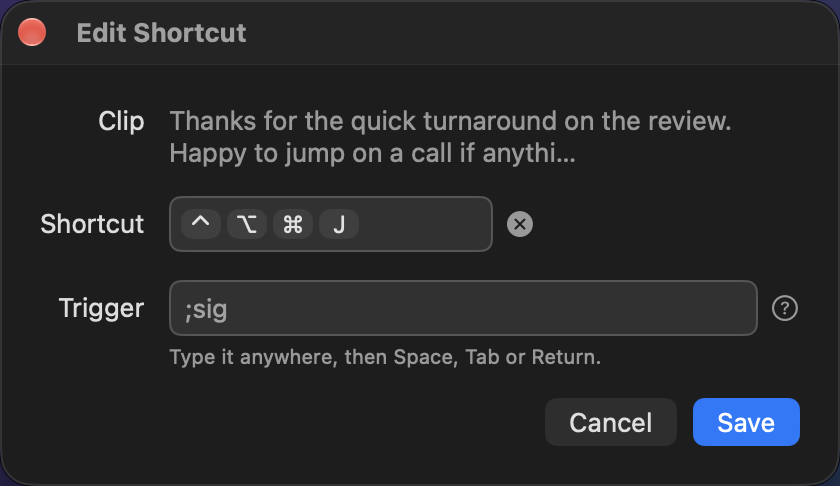 Edit Shortcut
Clip
Thanks for the quick turnaround on the review.
Happy to jump on a call if anythi...
Shortcut
⌃ ⌥ ⌘ J
Trigger
;sig
?
Type it anywhere, then Space, Tab or Return.
Cancel
Save